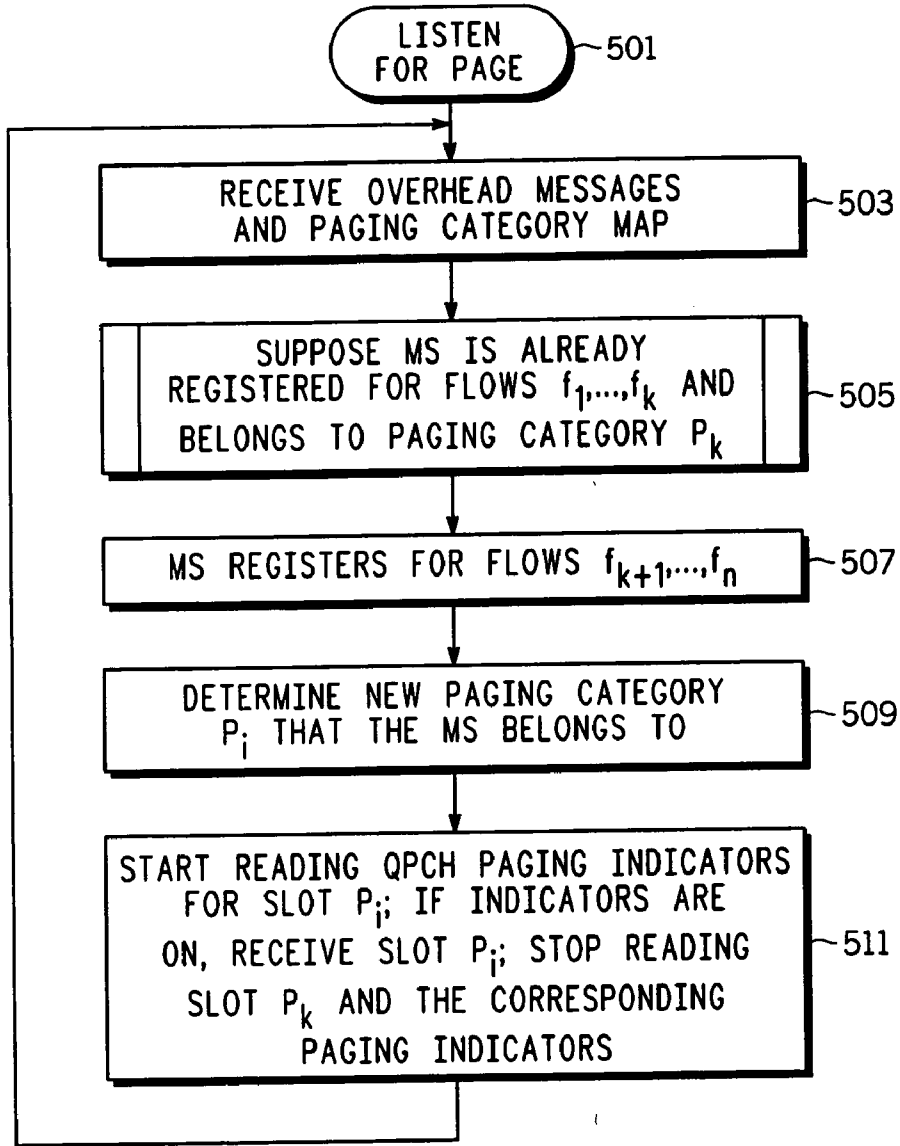 LISTEN
FOR PAGE
501
RECEIVE OVERHEAD MESSAGES
AND PAGING CATEGORY MAP
503
SUPPOSE MS IS ALREADY
REGISTERED FOR FLOWS f₁,...,fₖ AND
BELONGS TO PAGING CATEGORY Pₖ
505
MS REGISTERS FOR FLOWS fₖ₊₁,...,fₙ
507
DETERMINE NEW PAGING CATEGORY
Pᵢ THAT THE MS BELONGS TO
509
START READING QPCH PAGING INDICATORS
FOR SLOT Pᵢ; IF INDICATORS ARE
ON, RECEIVE SLOT Pᵢ; STOP READING
SLOT Pₖ AND THE CORRESPONDING
PAGING INDICATORS
511